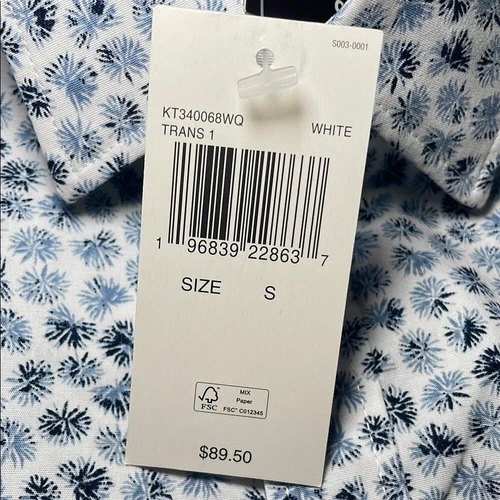 S003-0001
KT340068WQ
TRANS 1 WHITE
1 96839 22863 7
SIZE S
FSC
MIX
Paper
FSC® C012345
$89.50